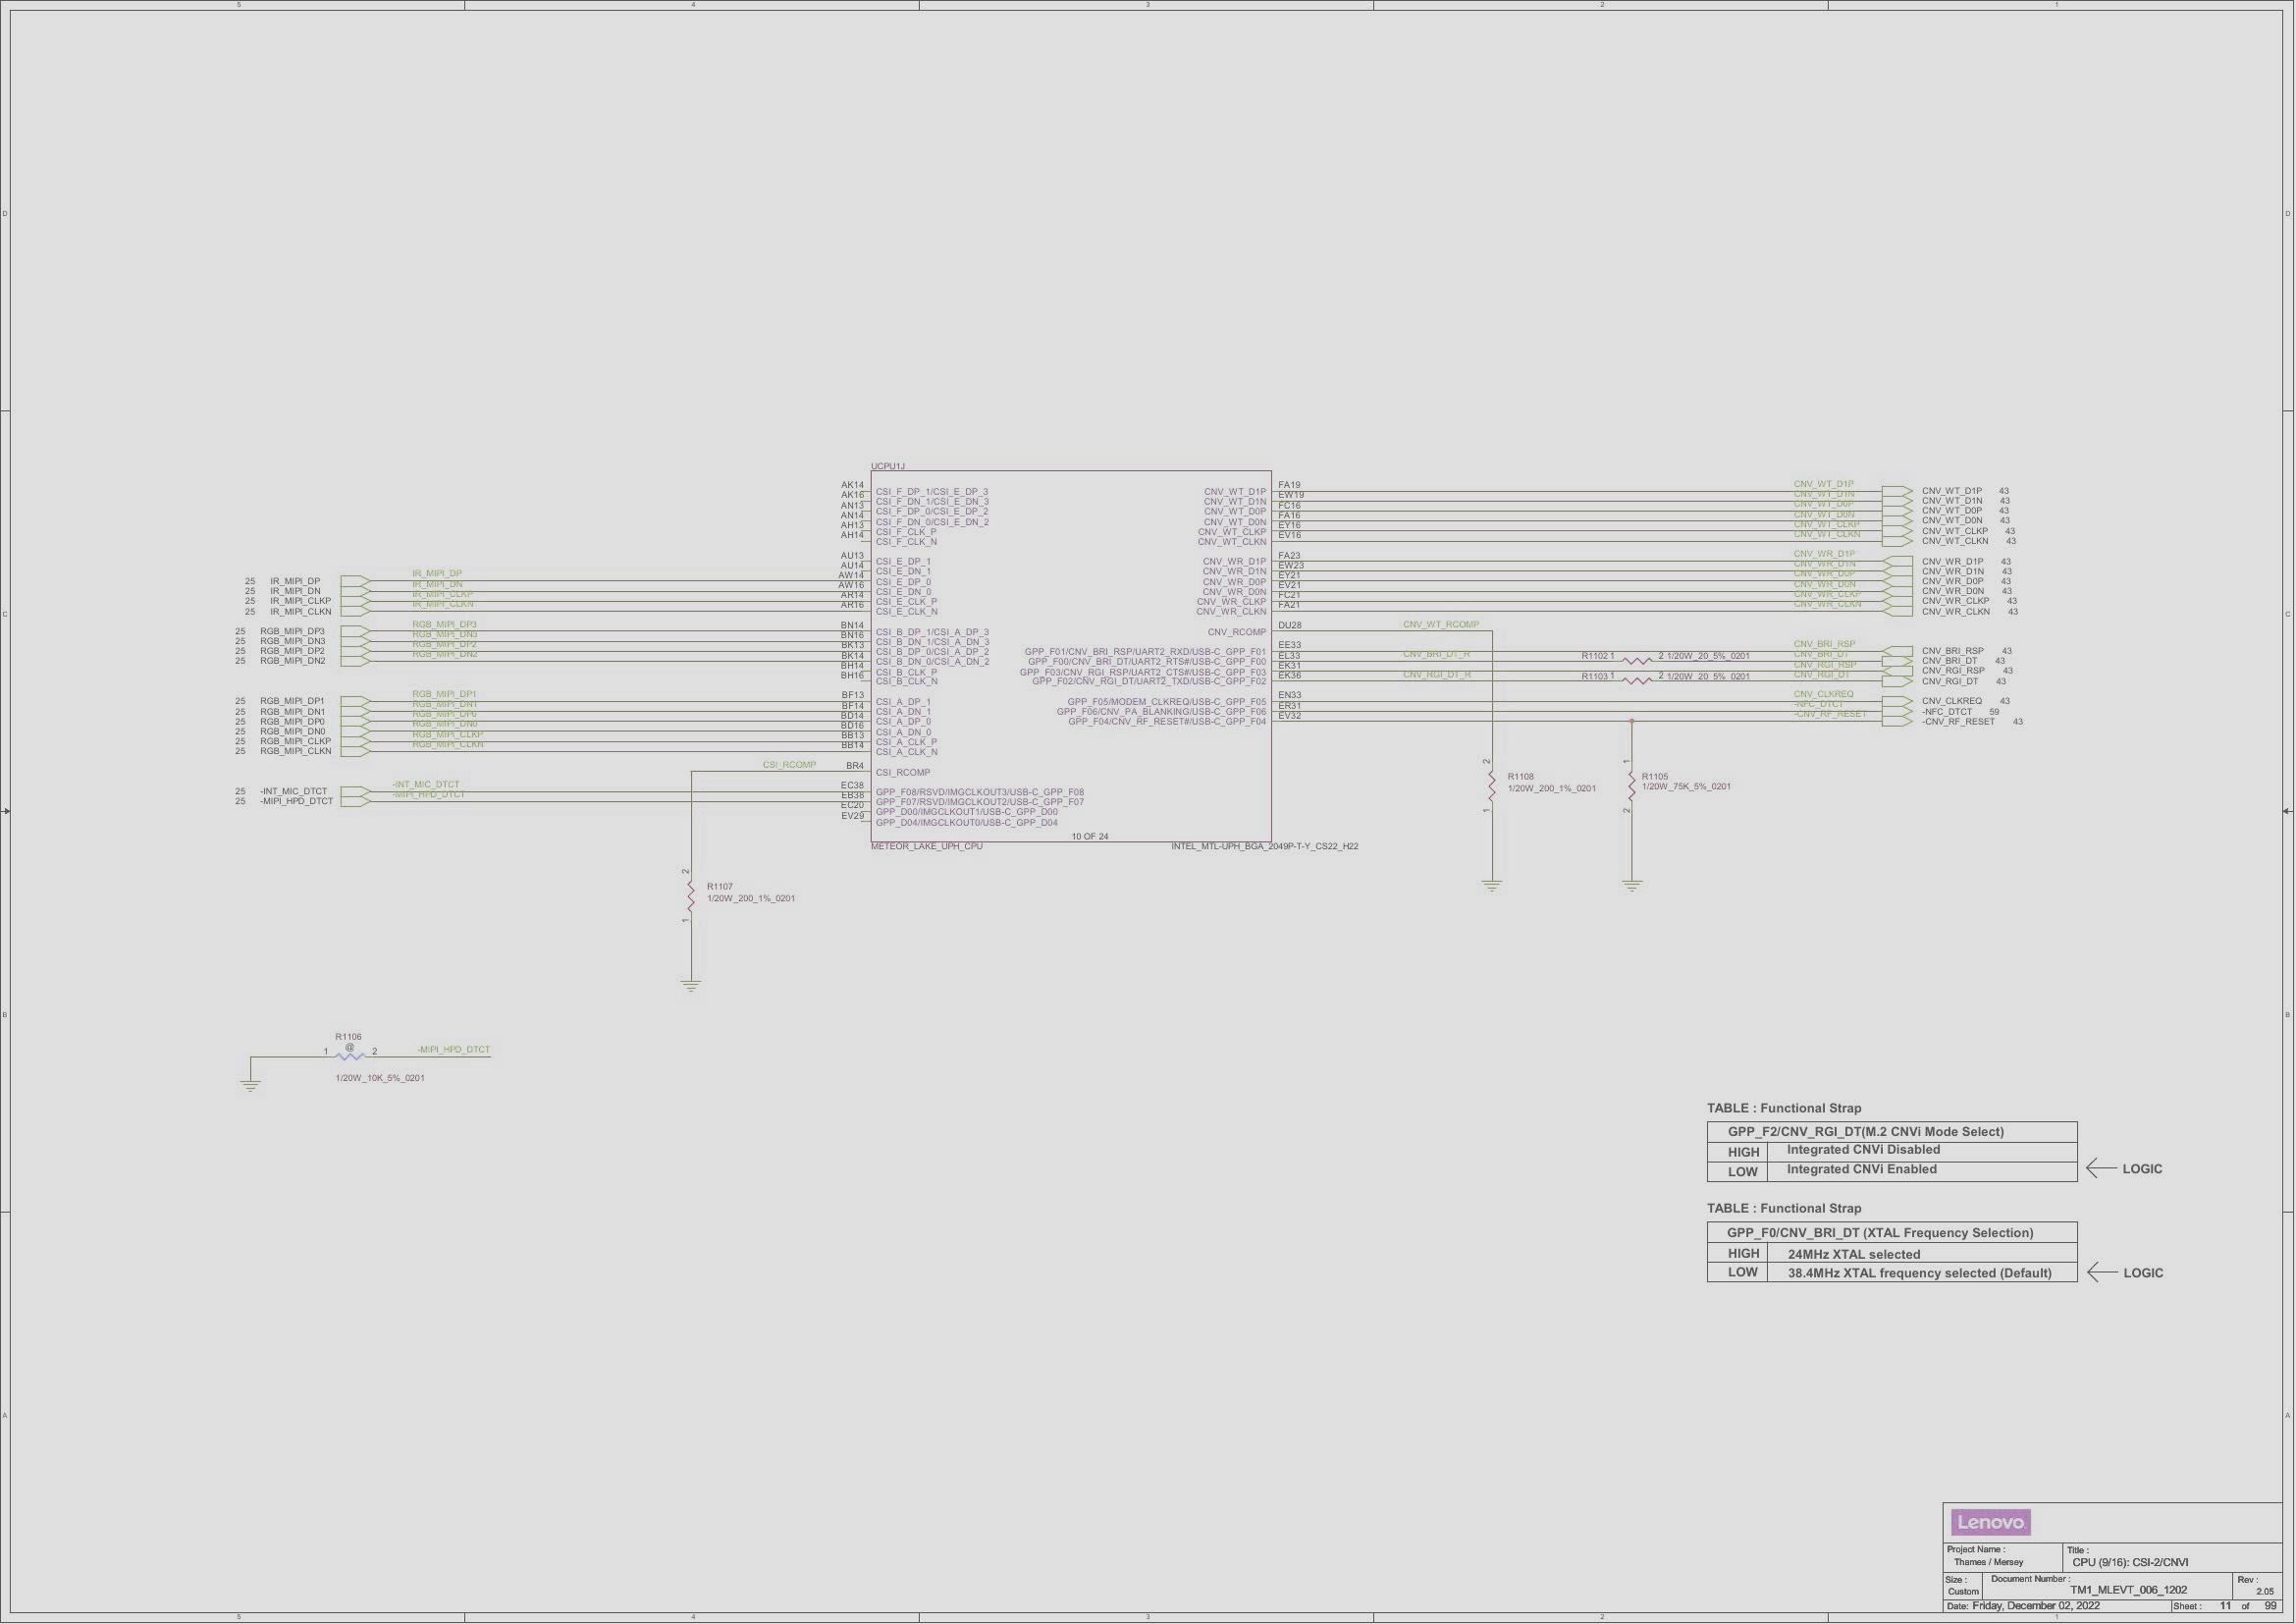 5 4 3 2 1
D D
C C
B B
A A
UCPU1J
AK14 CSI_F_DP_1/CSI_E_DP_3
AK16 CSI_F_DN_1/CSI_E_DN_3
AN13 CSI_F_DP_0/CSI_E_DP_2
AN14 CSI_F_DN_0/CSI_E_DN_2
AH13 CSI_F_CLK_P
AH14 CSI_F_CLK_N
AU13 CSI_E_DP_1
AU14 CSI_E_DN_1
25 IR_MIPI_DP IR_MIPI_DP AW14 CSI_E_DP_0
25 IR_MIPI_DN IR_MIPI_DN AW16 CSI_E_DN_0
25 IR_MIPI_CLKP IR_MIPI_CLKP AR14 CSI_E_CLK_P
25 IR_MIPI_CLKN IR_MIPI_CLKN AR16 CSI_E_CLK_N
25 RGB_MIPI_DP3 RGB_MIPI_DP3 BN14 CSI_B_DP_1/CSI_A_DP_3
25 RGB_MIPI_DN3 RGB_MIPI_DN3 BN16 CSI_B_DN_1/CSI_A_DN_3
25 RGB_MIPI_DP2 RGB_MIPI_DP2 BK13 CSI_B_DP_0/CSI_A_DP_2
25 RGB_MIPI_DN2 RGB_MIPI_DN2 BK14 CSI_B_DN_0/CSI_A_DN_2
BH14 CSI_B_CLK_P
BH16 CSI_B_CLK_N
25 RGB_MIPI_DP1 RGB_MIPI_DP1 BF13 CSI_A_DP_1
25 RGB_MIPI_DN1 RGB_MIPI_DN1 BF14 CSI_A_DN_1
25 RGB_MIPI_DP0 RGB_MIPI_DP0 BD14 CSI_A_DP_0
25 RGB_MIPI_DN0 RGB_MIPI_DN0 BD16 CSI_A_DN_0
25 RGB_MIPI_CLKP RGB_MIPI_CLKP BB13 CSI_A_CLK_P
25 RGB_MIPI_CLKN RGB_MIPI_CLKN BB14 CSI_A_CLK_N
CSI_RCOMP BR4 CSI_RCOMP
25 -INT_MIC_DTCT -INT_MIC_DTCT EC38 GPP_F08/RSVD/IMGCLKOUT3/USB-C_GPP_F08
25 -MIPI_HPD_DTCT -MIPI_HPD_DTCT EB38 GPP_F07/RSVD/IMGCLKOUT2/USB-C_GPP_F07
EC20 GPP_D00/IMGCLKOUT1/USB-C_GPP_D00
EV29 GPP_D04/IMGCLKOUT0/USB-C_GPP_D04
10 OF 24
METEOR_LAKE_UPH_CPU INTEL_MTL-UPH_BGA_2049P-T-Y_CS22_H22
CNV_WT_D1P FA19 CNV_WT_D1P CNV_WT_D1P 43
CNV_WT_D1N EW19 CNV_WT_D1N CNV_WT_D1N 43
CNV_WT_D0P FC16 CNV_WT_D0P CNV_WT_D0P 43
CNV_WT_D0N FA16 CNV_WT_D0N CNV_WT_D0N 43
CNV_WT_CLKP EY16 CNV_WT_CLKP CNV_WT_CLKP 43
CNV_WT_CLKN EV16 CNV_WT_CLKN CNV_WT_CLKN 43
CNV_WR_D1P FA23 CNV_WR_D1P CNV_WR_D1P 43
CNV_WR_D1N EW23 CNV_WR_D1N CNV_WR_D1N 43
CNV_WR_D0P EY21 CNV_WR_D0P CNV_WR_D0P 43
CNV_WR_D0N EV21 CNV_WR_D0N CNV_WR_D0N 43
CNV_WR_CLKP FC21 CNV_WR_CLKP CNV_WR_CLKP 43
CNV_WR_CLKN FA21 CNV_WR_CLKN CNV_WR_CLKN 43
CNV_RCOMP DU28 CNV_WT_RCOMP
GPP_F01/CNV_BRI_RSP/UART2_RXD/USB-C_GPP_F01 EE33 CNV_BRI_RSP CNV_BRI_RSP 43
GPP_F00/CNV_BRI_DT/UART2_RTS#/USB-C_GPP_F00 EL33 CNV_BRI_DT_R R1102 1 2 1/20W_20_5%_0201 CNV_BRI_DT CNV_BRI_DT 43
GPP_F03/CNV_RGI_RSP/UART2_CTS#/USB-C_GPP_F03 EK31 CNV_RGI_RSP CNV_RGI_RSP 43
GPP_F02/CNV_RGI_DT/UART2_TXD/USB-C_GPP_F02 EK36 CNV_RGI_DT_R R1103 1 2 1/20W_20_5%_0201 CNV_RGI_DT CNV_RGI_DT 43
GPP_F05/MODEM_CLKREQ/USB-C_GPP_F05 EN33 CNV_CLKREQ CNV_CLKREQ 43
GPP_F06/CNV_PA_BLANKING/USB-C_GPP_F06 ER31 -NFC_DTCT -NFC_DTCT 59
GPP_F04/CNV_RF_RESET#/USB-C_GPP_F04 EV32 -CNV_RF_RESET -CNV_RF_RESET 43
2 R1108 1/20W_200_1%_0201 1
1 R1105 1/20W_75K_5%_0201 2
2 R1107 1/20W_200_1%_0201 1
R1106
@
1 2 -MIPI_HPD_DTCT
1/20W_10K_5%_0201
TABLE : Functional Strap
GPP_F2/CNV_RGI_DT(M.2 CNVi Mode Select)
HIGH Integrated CNVi Disabled
LOW Integrated CNVi Enabled LOGIC
TABLE : Functional Strap
GPP_F0/CNV_BRI_DT (XTAL Frequency Selection)
HIGH 24MHz XTAL selected
LOW 38.4MHz XTAL frequency selected (Default) LOGIC
Lenovo
Project Name : Title :
Thames / Mersey CPU (9/16): CSI-2/CNVI
Size : Document Number : Rev :
Custom TM1_MLEVT_006_1202 2.05
Date: Friday, December 02, 2022 Sheet : 11 of 99
5 4 3 2 1